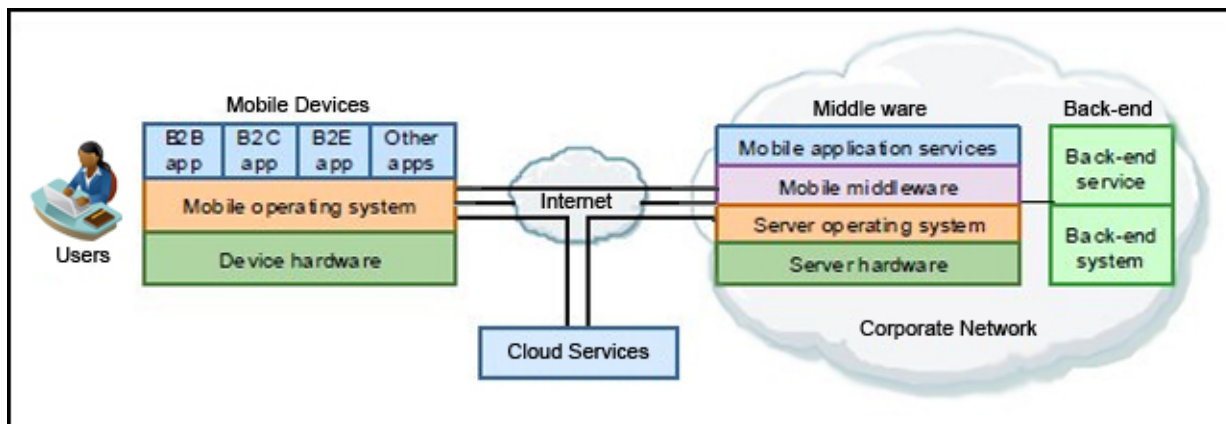 Mobile Devices
B2B app
B2C app
B2E app
Other apps
Mobile operating system
Device hardware
Users
Internet
Cloud Services
Middle ware
Mobile application services
Mobile middleware
Server operating system
Server hardware
Back-end
Back-end service
Back-end system
Corporate Network